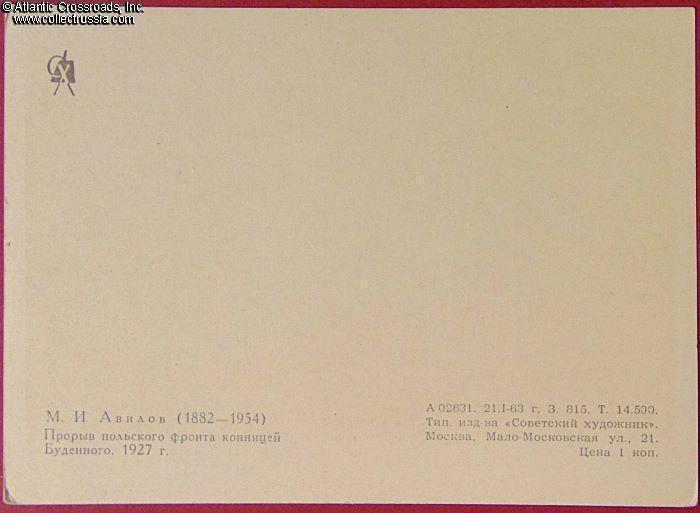 © Atlantic Crossroads, Inc.
www.collectrussia.com
СХ
М. И Авилов (1882—1954)
Прорыв польского фронта конницей
Буденного. 1927 г.
А 02631. 21.I-63 г. З. 815. Т. 14.500.
Тип. изд-ва «Советский художник».
Москва, Мало-Московская ул., 21.
Цена 1 коп.